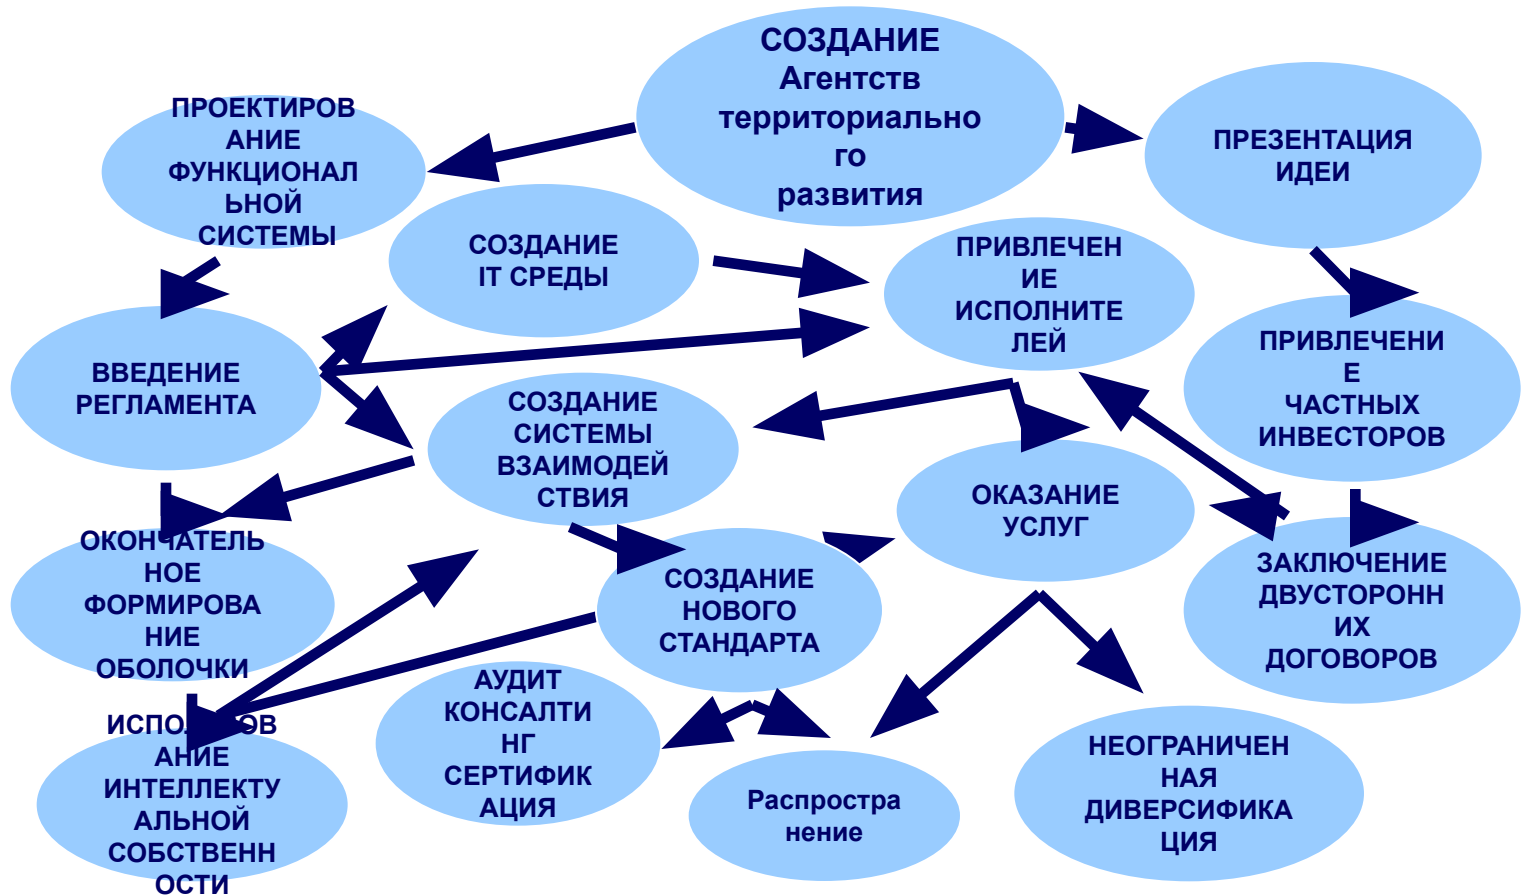 СОЗДАНИЕ
Агентств
территориально
го
развития
ПРОЕКТИРОВ
АНИЕ
ФУНКЦИОНАЛ
ЬНОЙ
СИСТЕМЫ
ПРЕЗЕНТАЦИЯ
ИДЕИ
СОЗДАНИЕ
IT СРЕДЫ
ПРИВЛЕЧЕН
ИЕ
ИСПОЛНИТЕ
ЛЕЙ
ПРИВЛЕЧЕНИ
Е
ЧАСТНЫХ
ИНВЕСТОРОВ
ВВЕДЕНИЕ
РЕГЛАМЕНТА
СОЗДАНИЕ
СИСТЕМЫ
ВЗАИМОДЕЙ
СТВИЯ
ОКАЗАНИЕ
УСЛУГ
ОКОНЧАТЕЛЬ
НОЕ
ФОРМИРОВА
НИЕ
ОБОЛОЧКИ
СОЗДАНИЕ
НОВОГО
СТАНДАРТА
ЗАКЛЮЧЕНИЕ
ДВУСТОРОНН
ИХ
ДОГОВОРОВ
ИСПОЛЬЗОВ
АНИЕ
ИНТЕЛЛЕКТУ
АЛЬНОЙ
СОБСТВЕНН
ОСТИ
АУДИТ
КОНСАЛТИ
НГ
СЕРТИФИК
АЦИЯ
Распростра
нение
НЕОГРАНИЧЕН
НАЯ
ДИВЕРСИФИКА
ЦИЯ